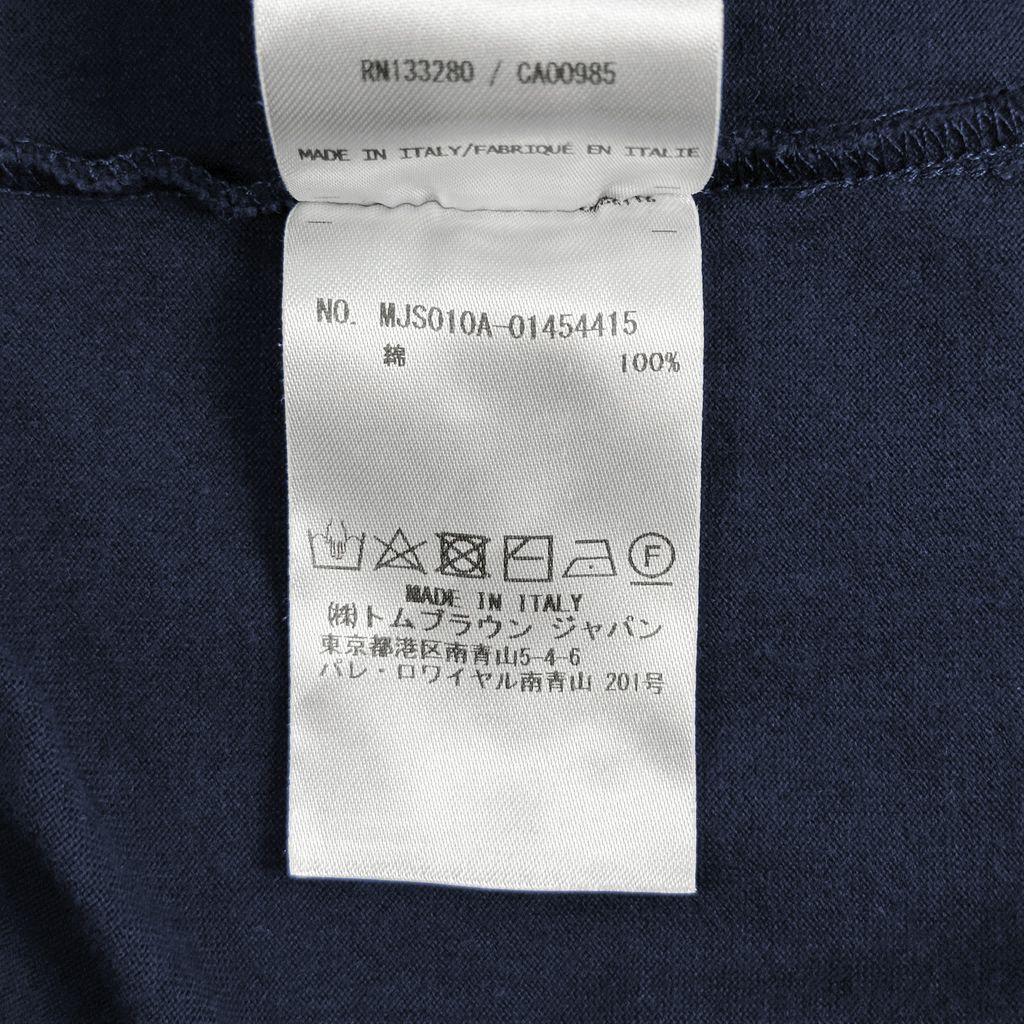 RN133280 / CA00985
MADE IN ITALY/FABRIQUÉ EN ITALIE
NO. MJS010A-01454415
綿 100%
F
MADE IN ITALY
㈱トムブラウン ジャパン
東京都港区南青山5-4-6
パレ・ロワイヤル南青山 201号